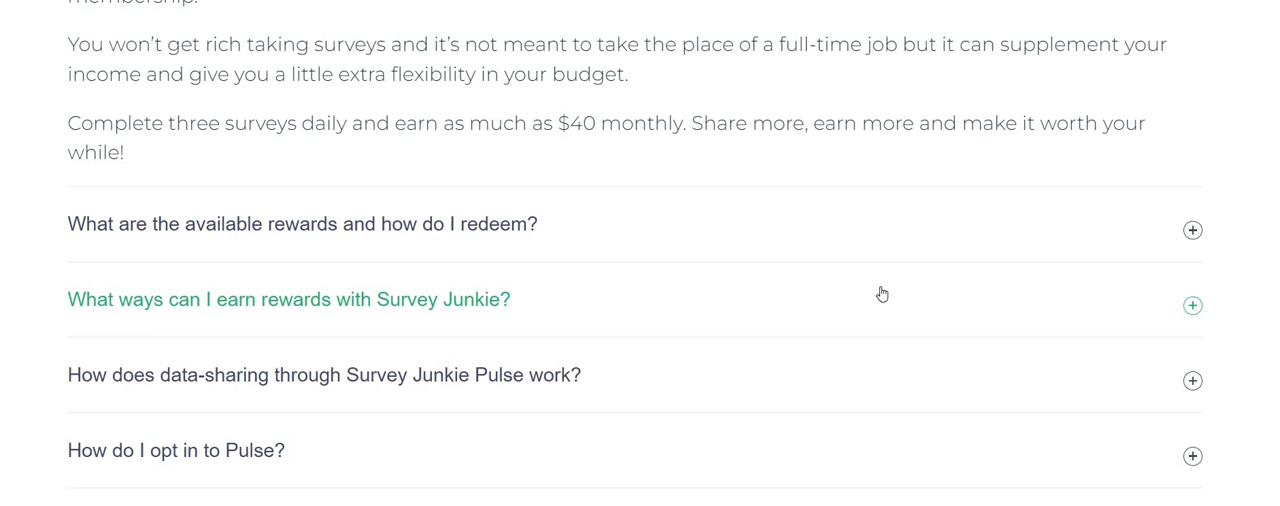 You won't get rich taking surveys and it's not meant to take the place of a full-time job but it can supplement your
income and give you a little extra flexibility in your budget.
Complete three surveys daily and earn as much as $40 monthly. Share more, earn more and make it worth your
while!
What are the available rewards and how do I redeem?
What ways can I earn rewards with Survey Junkie?
How does data-sharing through Survey Junkie Pulse work?
How do I opt in to Pulse?